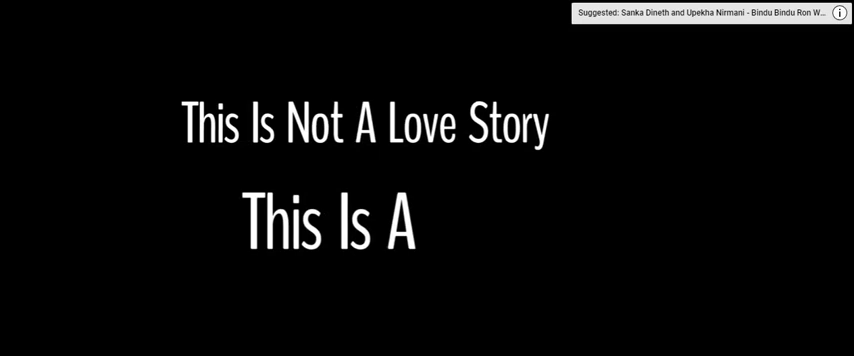 Suggested: Sanka Dineth and Upekha Nirmani - Bindu Bindu Ron W...
This Is Not A Love Story
This Is A